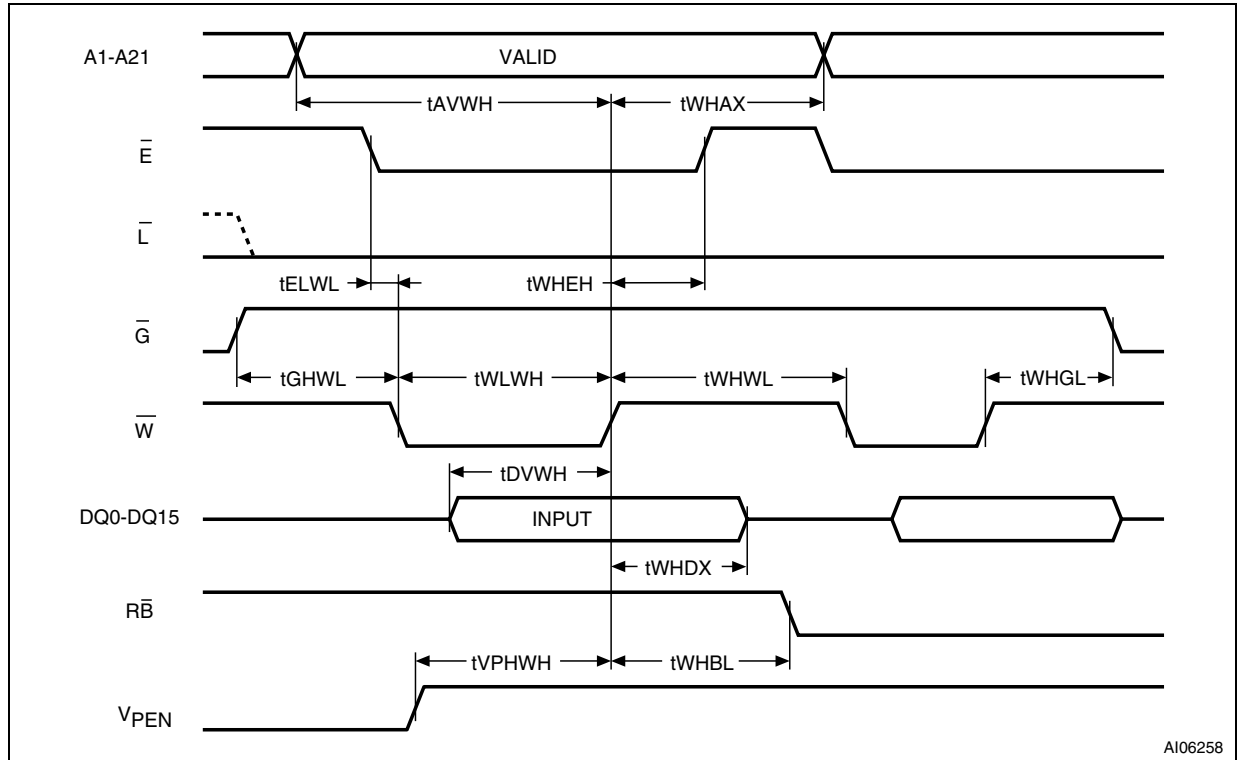 A1-A21
VALID
tAVWH
tWHAX
E̅
L̅
tELWL
tWHEH
G̅
tGHWL
tWLWH
tWHWL
tWHGL
W̅
tDVWH
DQ0-DQ15
INPUT
tWHDX
RB̅
tVPHWH
tWHBL
VPEN
AI06258